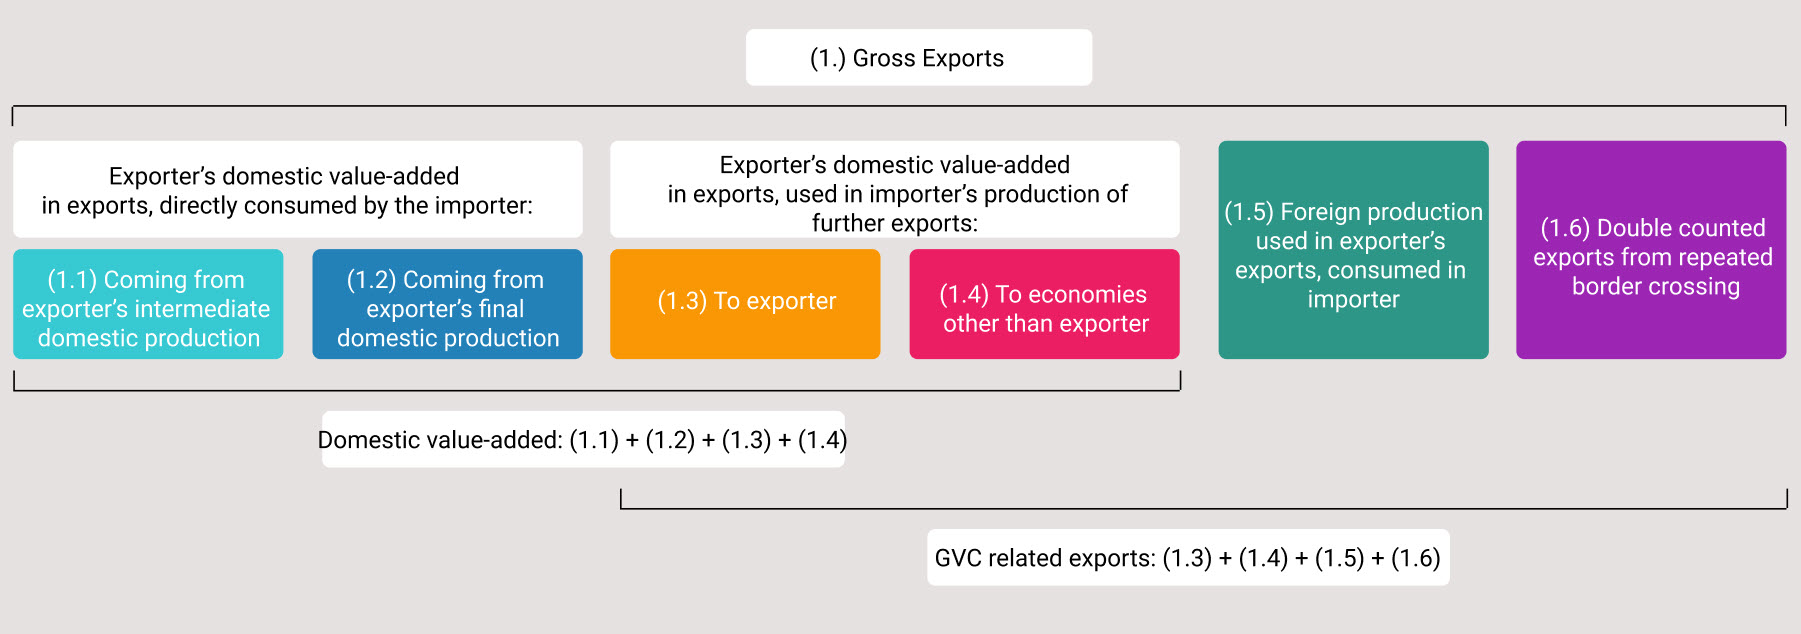 (1.) Gross Exports
Exporter’s domestic value-added
in exports, directly consumed by the importer:
Exporter’s domestic value-added
in exports, used in importer’s production of
further exports:
(1.1) Coming from
exporter’s intermediate
domestic production
(1.2) Coming from
exporter’s final
domestic production
(1.3) To exporter
(1.4) To economies
other than exporter
(1.5) Foreign production
used in exporter’s
exports, consumed in
importer
(1.6) Double counted
exports from repeated
border crossing
Domestic value-added: (1.1) + (1.2) + (1.3) + (1.4)
GVC related exports: (1.3) + (1.4) + (1.5) + (1.6)